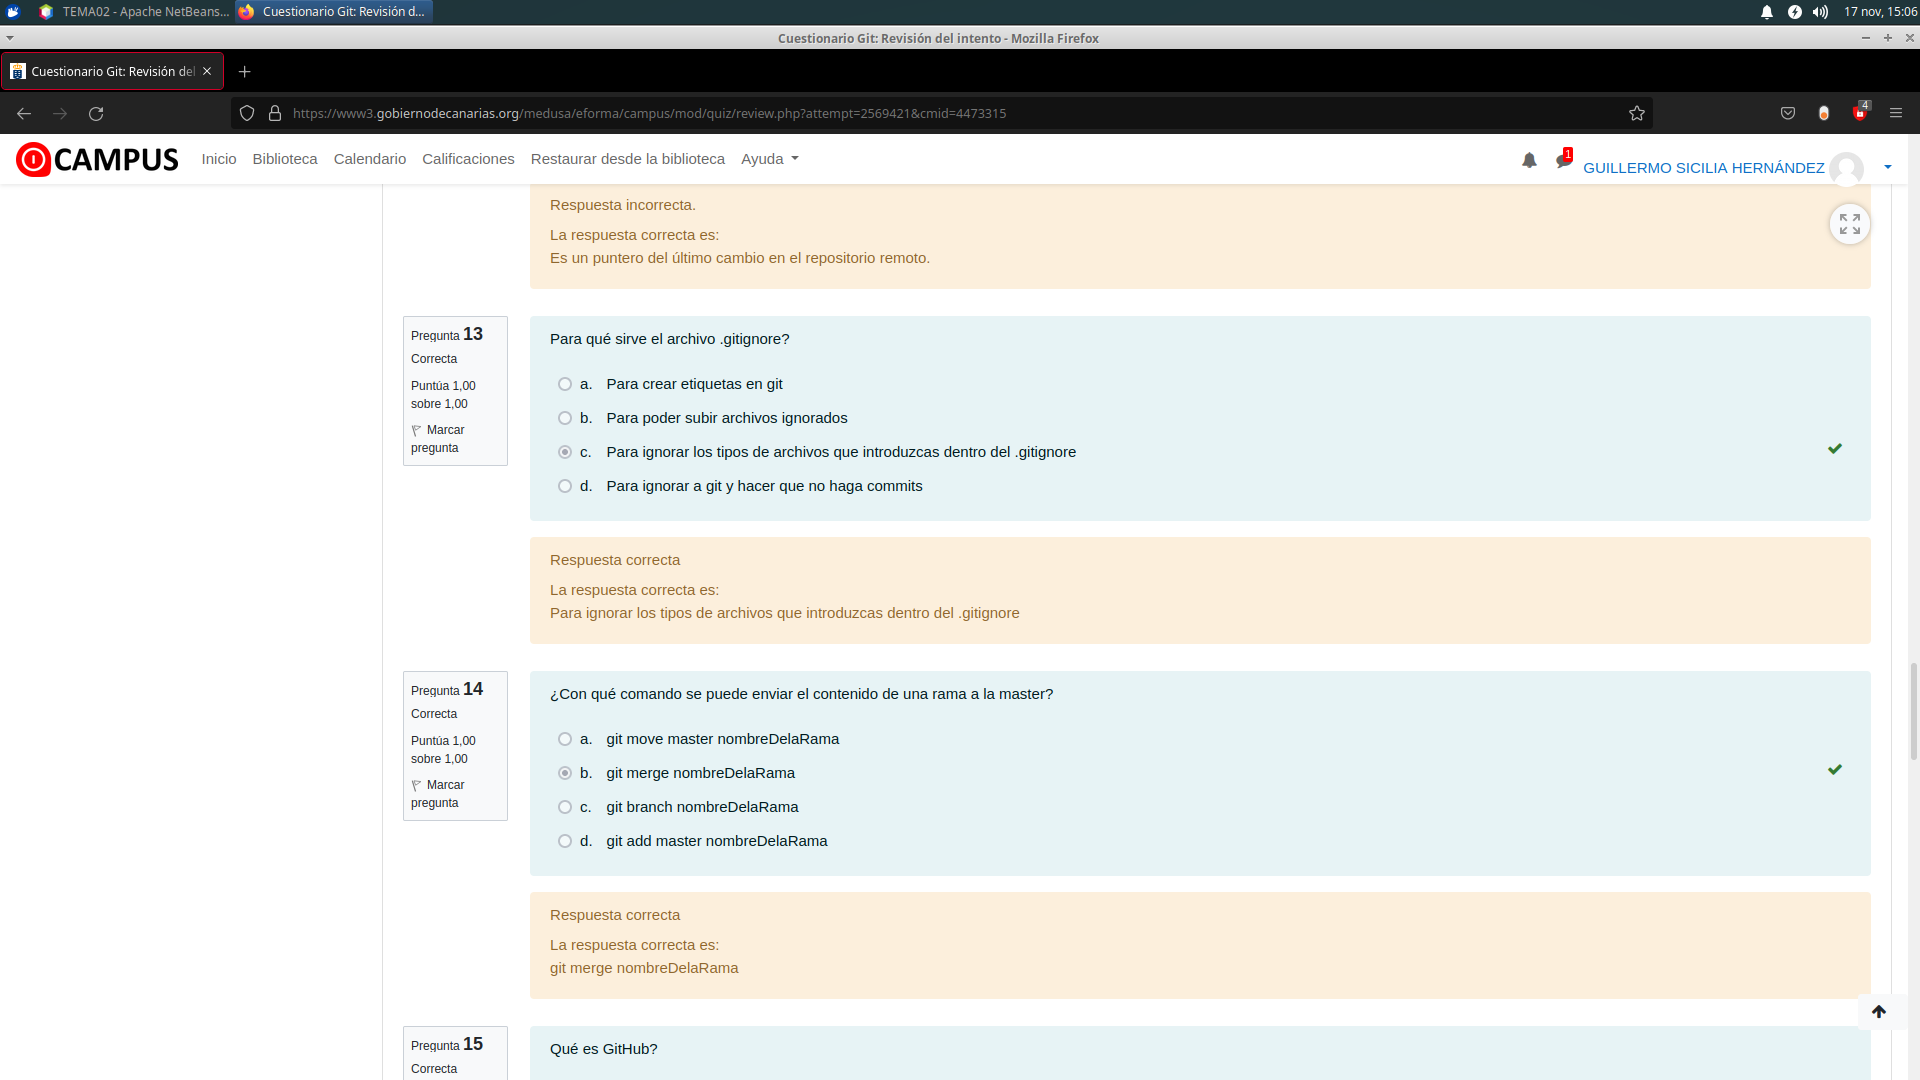 TEMA02 - Apache NetBeans...
Cuestionario Git: Revisión d...
17 nov, 15:06
Cuestionario Git: Revisión del intento - Mozilla Firefox
Cuestionario Git: Revisión del
https://www3.gobiernodecanarias.org/medusa/eforma/campus/mod/quiz/review.php?attempt=2569421&cmid=4473315
4
CAMPUS
Inicio
Biblioteca
Calendario
Calificaciones
Restaurar desde la biblioteca
Ayuda
1
GUILLERMO SICILIA HERNÁNDEZ
Respuesta incorrecta.
La respuesta correcta es:
Es un puntero del último cambio en el repositorio remoto.
Pregunta 13
Correcta
Puntúa 1,00
sobre 1,00
Marcar
pregunta
Para qué sirve el archivo .gitignore?
a. Para crear etiquetas en git
b. Para poder subir archivos ignorados
c. Para ignorar los tipos de archivos que introduzcas dentro del .gitignore
d. Para ignorar a git y hacer que no haga commits
Respuesta correcta
La respuesta correcta es:
Para ignorar los tipos de archivos que introduzcas dentro del .gitignore
Pregunta 14
Correcta
Puntúa 1,00
sobre 1,00
Marcar
pregunta
¿Con qué comando se puede enviar el contenido de una rama a la master?
a. git move master nombreDelaRama
b. git merge nombreDelaRama
c. git branch nombreDelaRama
d. git add master nombreDelaRama
Respuesta correcta
La respuesta correcta es:
git merge nombreDelaRama
Pregunta 15
Correcta
Qué es GitHub?